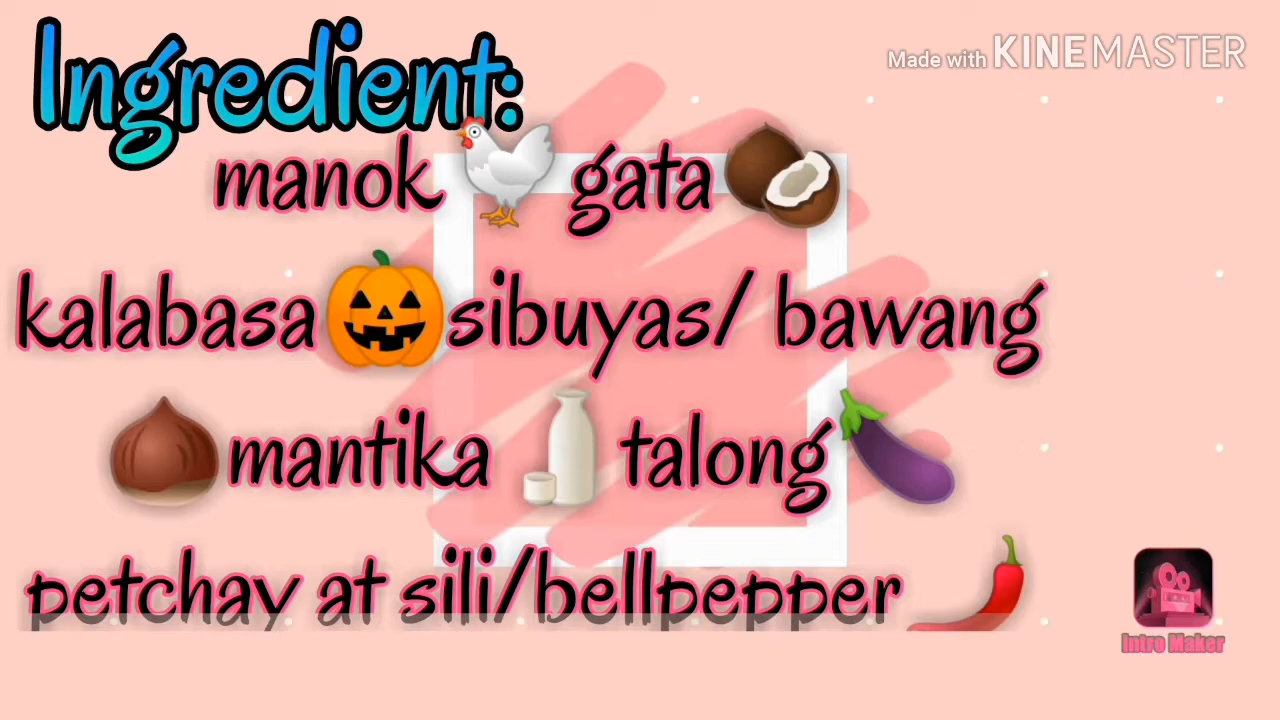 Ingredient:
Made with KINEMASTER
manok🐓 gata🥥
kalabasa🎃sibuyas/ bawang
🌰mantika 🍶 talong🍆
petchay at sili/bellpepper 🌶
Intro Maker